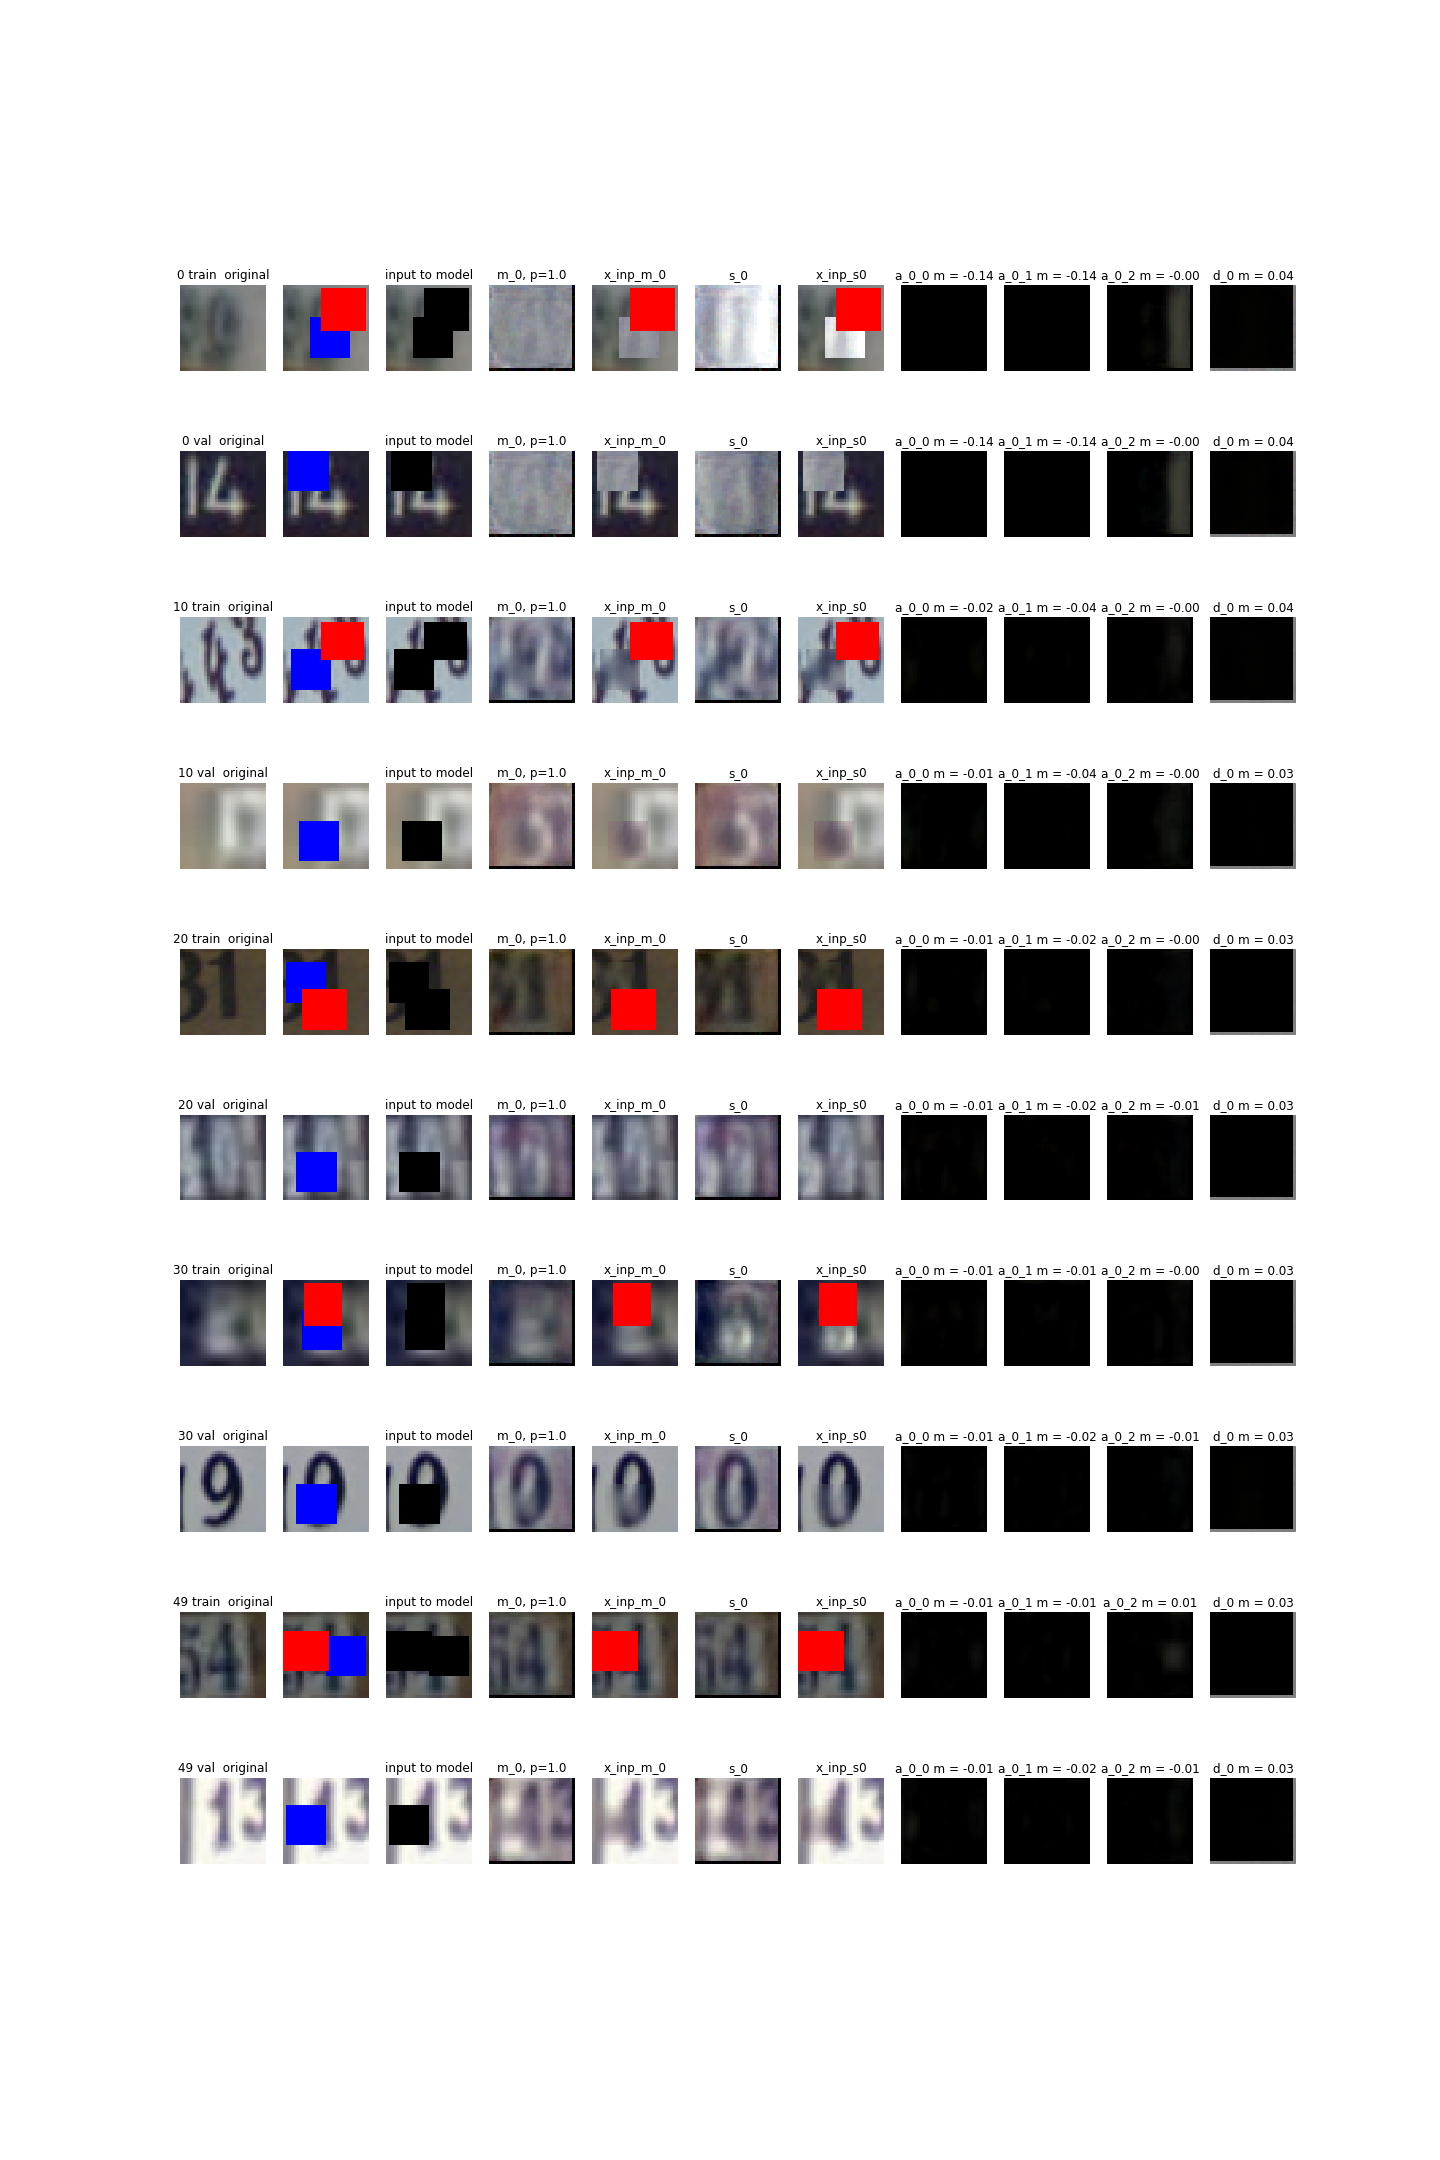 0 train original input to model m_0, p=1.0 x_inp_m_0 s_0 x_inp_s0 a_0_0 m = -0.14 a_0_1 m = -0.14 a_0_2 m = -0.00 d_0 m = 0.04
0 val original input to model m_0, p=1.0 x_inp_m_0 s_0 x_inp_s0 a_0_0 m = -0.14 a_0_1 m = -0.14 a_0_2 m = -0.00 d_0 m = 0.04
14
10 train original input to model m_0, p=1.0 x_inp_m_0 s_0 x_inp_s0 a_0_0 m = -0.02 a_0_1 m = -0.04 a_0_2 m = -0.00 d_0 m = 0.04
43
10 val original input to model m_0, p=1.0 x_inp_m_0 s_0 x_inp_s0 a_0_0 m = -0.01 a_0_1 m = -0.04 a_0_2 m = -0.00 d_0 m = 0.03
20 train original input to model m_0, p=1.0 x_inp_m_0 s_0 x_inp_s0 a_0_0 m = -0.01 a_0_1 m = -0.02 a_0_2 m = -0.00 d_0 m = 0.03
31
20 val original input to model m_0, p=1.0 x_inp_m_0 s_0 x_inp_s0 a_0_0 m = -0.01 a_0_1 m = -0.02 a_0_2 m = -0.01 d_0 m = 0.03
30 train original input to model m_0, p=1.0 x_inp_m_0 s_0 x_inp_s0 a_0_0 m = -0.01 a_0_1 m = -0.01 a_0_2 m = -0.00 d_0 m = 0.03
30 val original input to model m_0, p=1.0 x_inp_m_0 s_0 x_inp_s0 a_0_0 m = -0.01 a_0_1 m = -0.02 a_0_2 m = -0.01 d_0 m = 0.03
9 0 0 0 0
49 train original input to model m_0, p=1.0 x_inp_m_0 s_0 x_inp_s0 a_0_0 m = -0.01 a_0_1 m = -0.01 a_0_2 m = 0.01 d_0 m = 0.03
54
49 val original input to model m_0, p=1.0 x_inp_m_0 s_0 x_inp_s0 a_0_0 m = -0.01 a_0_1 m = -0.02 a_0_2 m = -0.01 d_0 m = 0.03
13